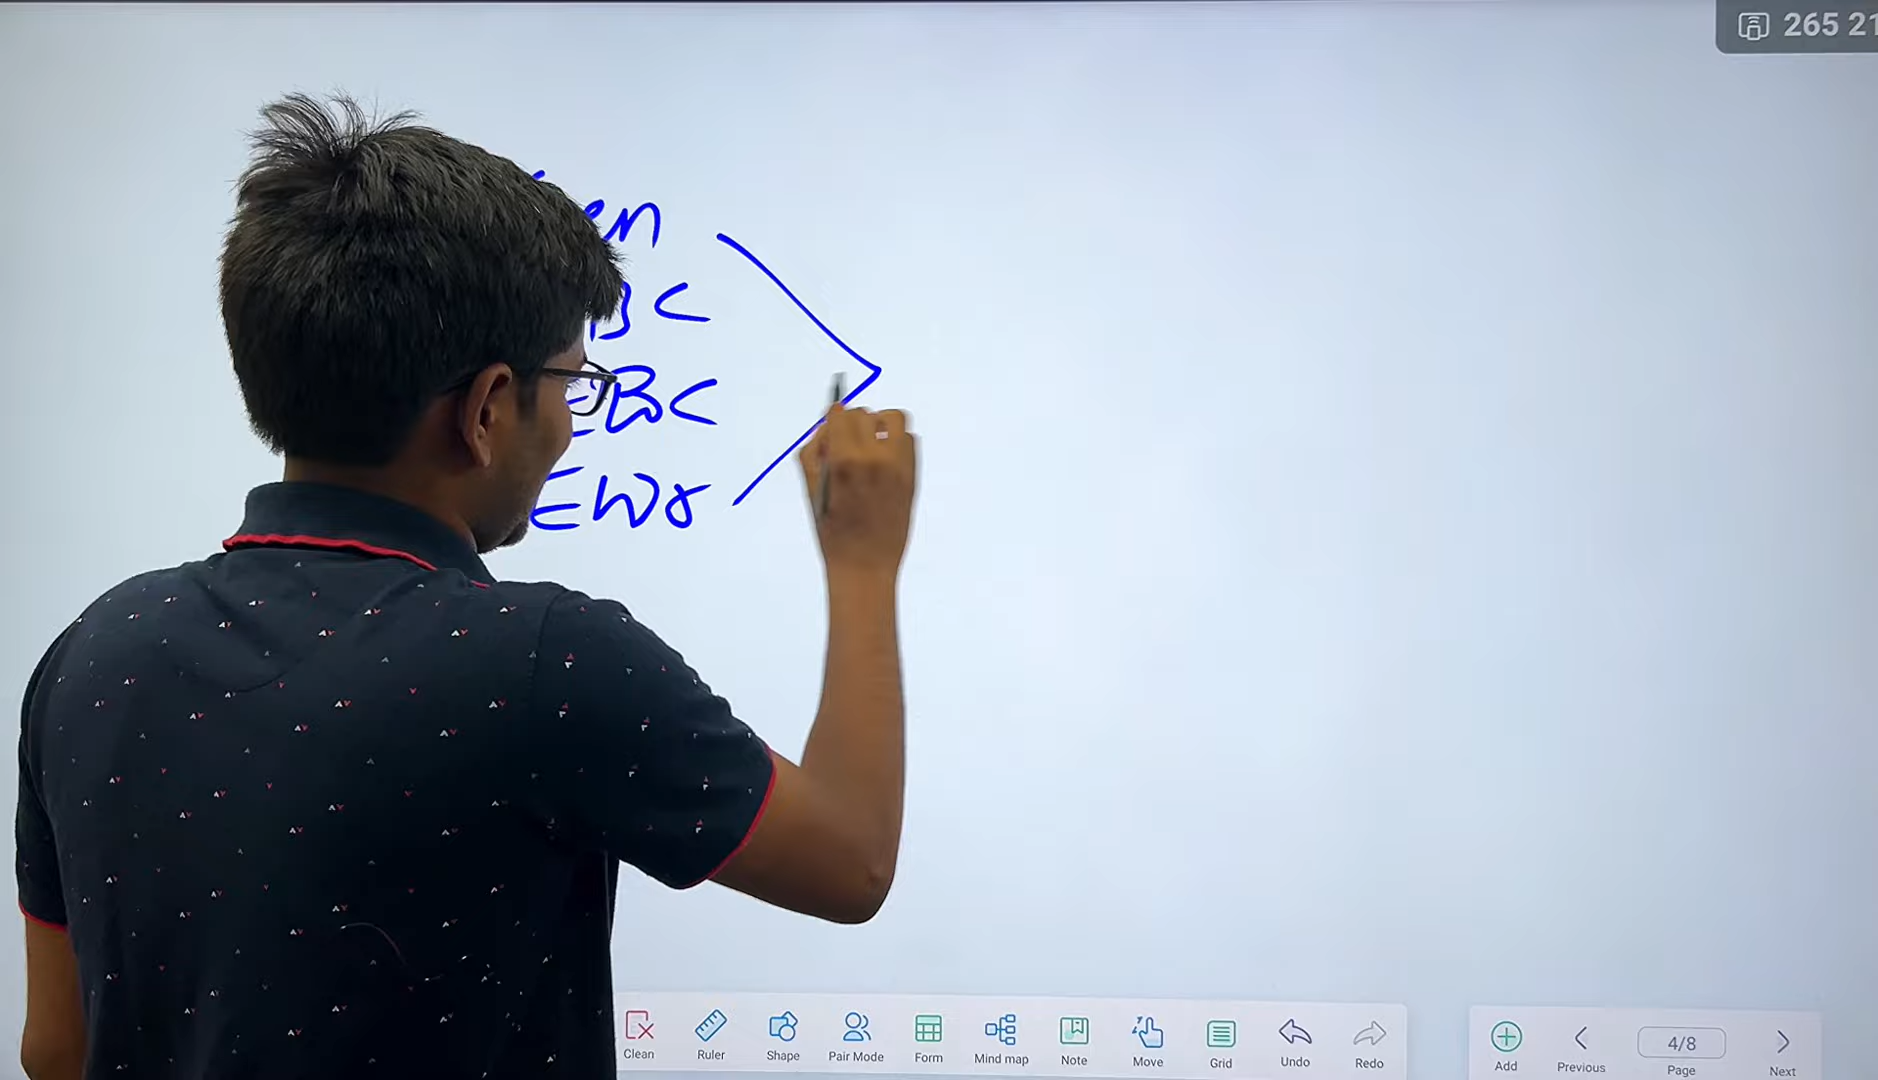 265 21
en
BC
EBC
EWS
Clean Ruler Shape Pair Mode Form Mind map Note Move Grid Undo Redo Add Previous 4/8 Page Next